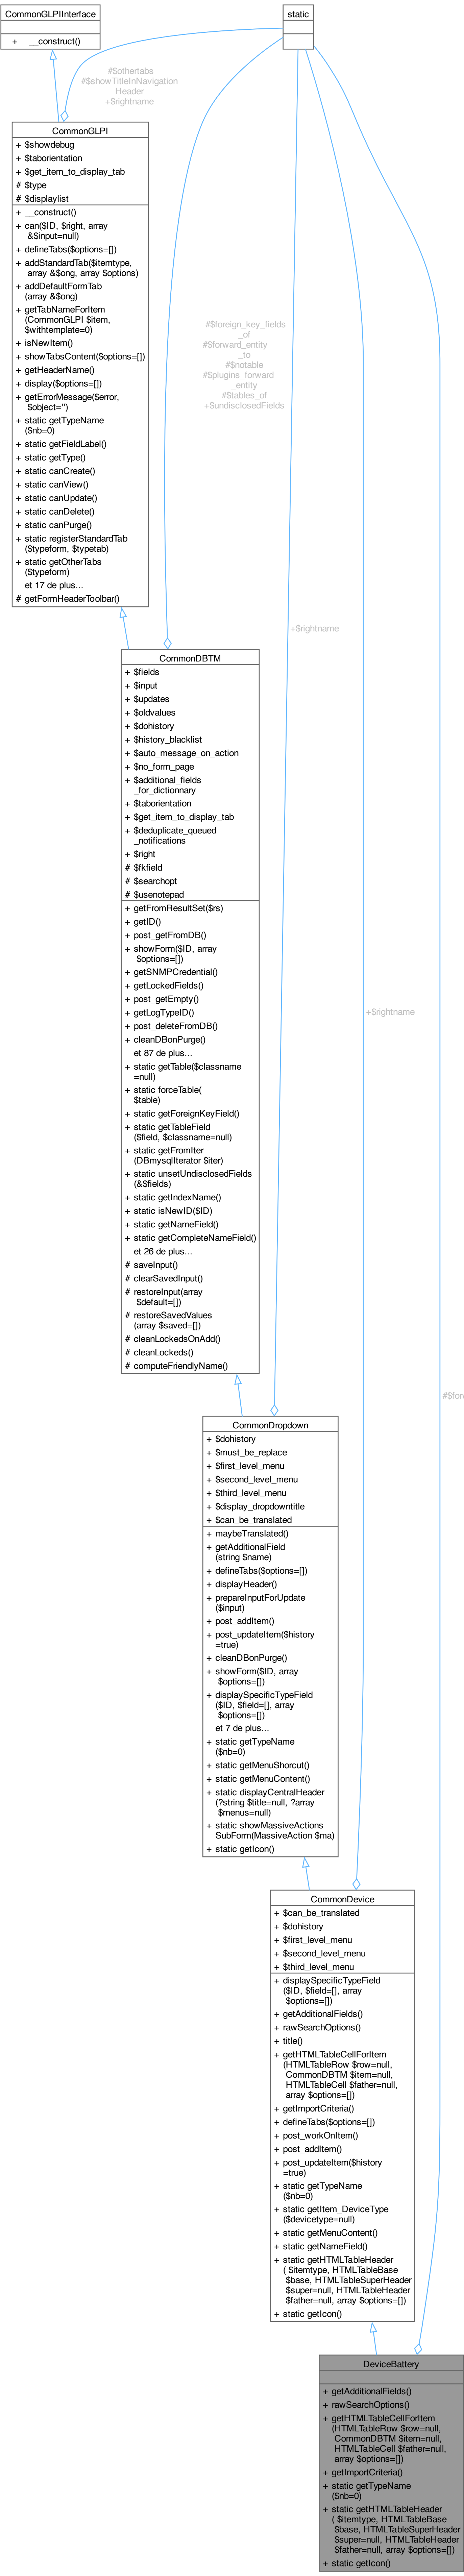 CommonGLPIInterface
+ __construct()
static
#$othertabs
#$showTitleInNavigation
Header
+$rightname
CommonGLPI
+ $showdebug
+ $taborientation
+ $get_item_to_display_tab
# $type
# $displaylist
+ __construct()
+ can($ID, $right, array
&$input=null)
+ defineTabs($options=[])
+ addStandardTab($itemtype,
array &$ong, array $options)
+ addDefaultFormTab
(array &$ong)
+ getTabNameForItem
(CommonGLPI $item,
$withtemplate=0)
+ isNewItem()
+ showTabsContent($options=[])
+ getHeaderName()
+ display($options=[])
+ getErrorMessage($error,
$object='')
+ static getTypeName
($nb=0)
+ static getFieldLabel()
+ static getType()
+ static canCreate()
+ static canView()
+ static canUpdate()
+ static canDelete()
+ static canPurge()
+ static registerStandardTab
($typeform, $typetab)
+ static getOtherTabs
($typeform)
et 17 de plus...
# getFormHeaderToolbar()
#$foreign_key_fields
_of
#$forward_entity
_to
#$notable
#$plugins_forward
_entity
#$tables_of
+$undisclosedFields
+$rightname
CommonDBTM
+ $fields
+ $input
+ $updates
+ $oldvalues
+ $dohistory
+ $history_blacklist
+ $auto_message_on_action
+ $no_form_page
+ $additional_fields
_for_dictionnary
+ $taborientation
+ $get_item_to_display_tab
+ $deduplicate_queued
_notifications
+ $right
# $fkfield
# $searchopt
# $usenotepad
+ getFromResultSet($rs)
+ getID()
+ post_getFromDB()
+ showForm($ID, array
$options=[])
+ getSNMPCredential()
+ getLockedFields()
+ post_getEmpty()
+ getLogTypeID()
+ post_deleteFromDB()
+ cleanDBonPurge()
et 87 de plus...
+ static getTable($classname
=null)
+ static forceTable(
$table)
+ static getForeignKeyField()
+ static getTableField
($field, $classname=null)
+ static getFromIter
(DBmysqlIterator $iter)
+ static unsetUndisclosedFields
(&$fields)
+ static getIndexName()
+ static isNewID($ID)
+ static getNameField()
+ static getCompleteNameField()
et 26 de plus...
# saveInput()
# clearSavedInput()
# restoreInput(array
$default=[])
# restoreSavedValues
(array $saved=[])
# cleanLockedsOnAdd()
# cleanLockeds()
# computeFriendlyName()
+$rightname
#$fon
CommonDropdown
+ $dohistory
+ $must_be_replace
+ $first_level_menu
+ $second_level_menu
+ $third_level_menu
+ $display_dropdowntitle
+ $can_be_translated
+ maybeTranslated()
+ getAdditionalField
(string $name)
+ defineTabs($options=[])
+ displayHeader()
+ prepareInputForUpdate
($input)
+ post_addItem()
+ post_updateItem($history
=true)
+ cleanDBonPurge()
+ showForm($ID, array
$options=[])
+ displaySpecificTypeField
($ID, $field=[], array
$options=[])
et 7 de plus...
+ static getTypeName
($nb=0)
+ static getMenuShorcut()
+ static getMenuContent()
+ static displayCentralHeader
(?string $title=null, ?array
$menus=null)
+ static showMassiveActions
SubForm(MassiveAction $ma)
+ static getIcon()
CommonDevice
+ $can_be_translated
+ $dohistory
+ $first_level_menu
+ $second_level_menu
+ $third_level_menu
+ displaySpecificTypeField
($ID, $field=[], array
$options=[])
+ getAdditionalFields()
+ rawSearchOptions()
+ title()
+ getHTMLTableCellForItem
(HTMLTableRow $row=null,
CommonDBTM $item=null,
HTMLTableCell $father=null,
array $options=[])
+ getImportCriteria()
+ defineTabs($options=[])
+ post_workOnItem()
+ post_addItem()
+ post_updateItem($history
=true)
+ static getTypeName
($nb=0)
+ static getItem_DeviceType
($devicetype=null)
+ static getMenuContent()
+ static getNameField()
+ static getHTMLTableHeader
( $itemtype, HTMLTableBase
$base, HTMLTableSuperHeader
$super=null, HTMLTableHeader
$father=null, array $options=[])
+ static getIcon()
DeviceBattery
+ getAdditionalFields()
+ rawSearchOptions()
+ getHTMLTableCellForItem
(HTMLTableRow $row=null,
CommonDBTM $item=null,
HTMLTableCell $father=null,
array $options=[])
+ getImportCriteria()
+ static getTypeName
($nb=0)
+ static getHTMLTableHeader
( $itemtype, HTMLTableBase
$base, HTMLTableSuperHeader
$super=null, HTMLTableHeader
$father=null, array $options=[])
+ static getIcon()